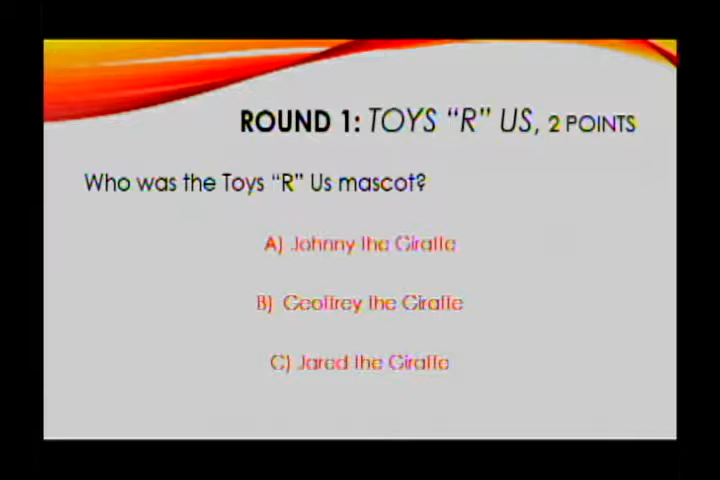 ROUND 1: TOYS “R” US, 2 POINTS
Who was the Toys “R” Us mascot?
A) Johnny the Giraffe
B) Geoffrey the Giraffe
C) Jared the Giraffe